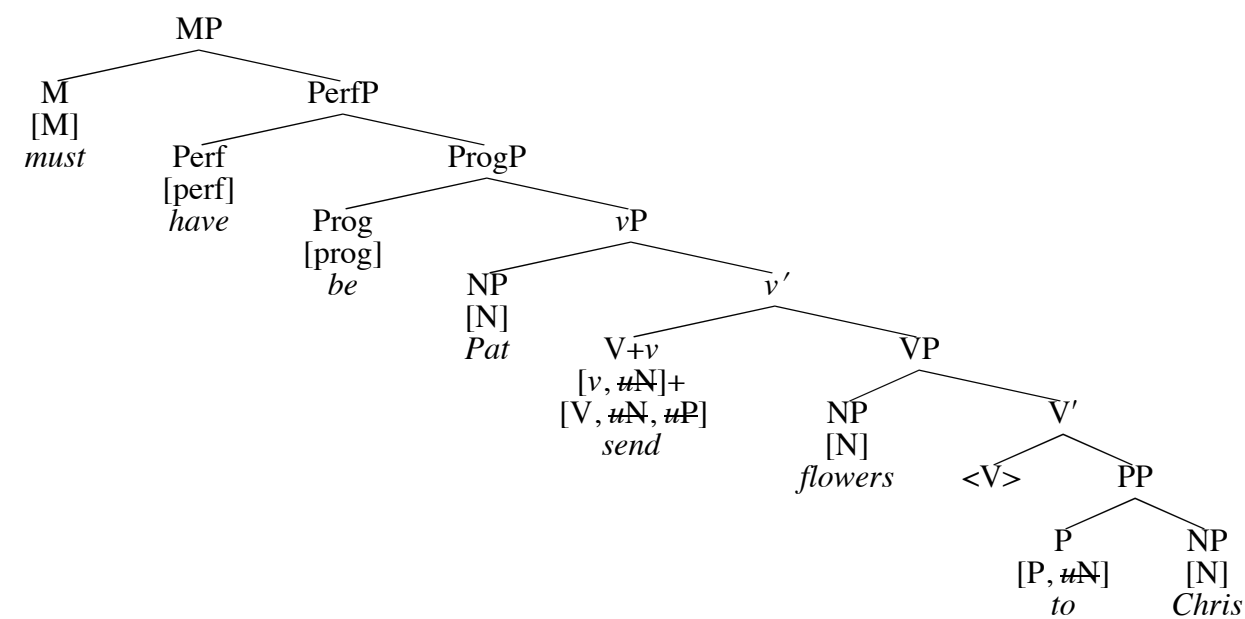 MP
M PerfP
[M]
must Perf ProgP
[perf]
have Prog vP
[prog]
be NP v′
[N]
Pat V+v VP
[v, uN]+
[V, uN, uP] NP V′
send [N]
flowers <V> PP
P NP
[P, uN] [N]
to Chris